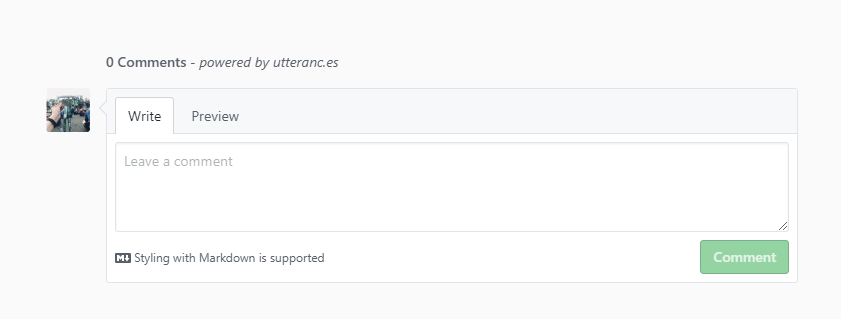 0 Comments - powered by utteranc.es
Write Preview
Leave a comment
Styling with Markdown is supported
Comment